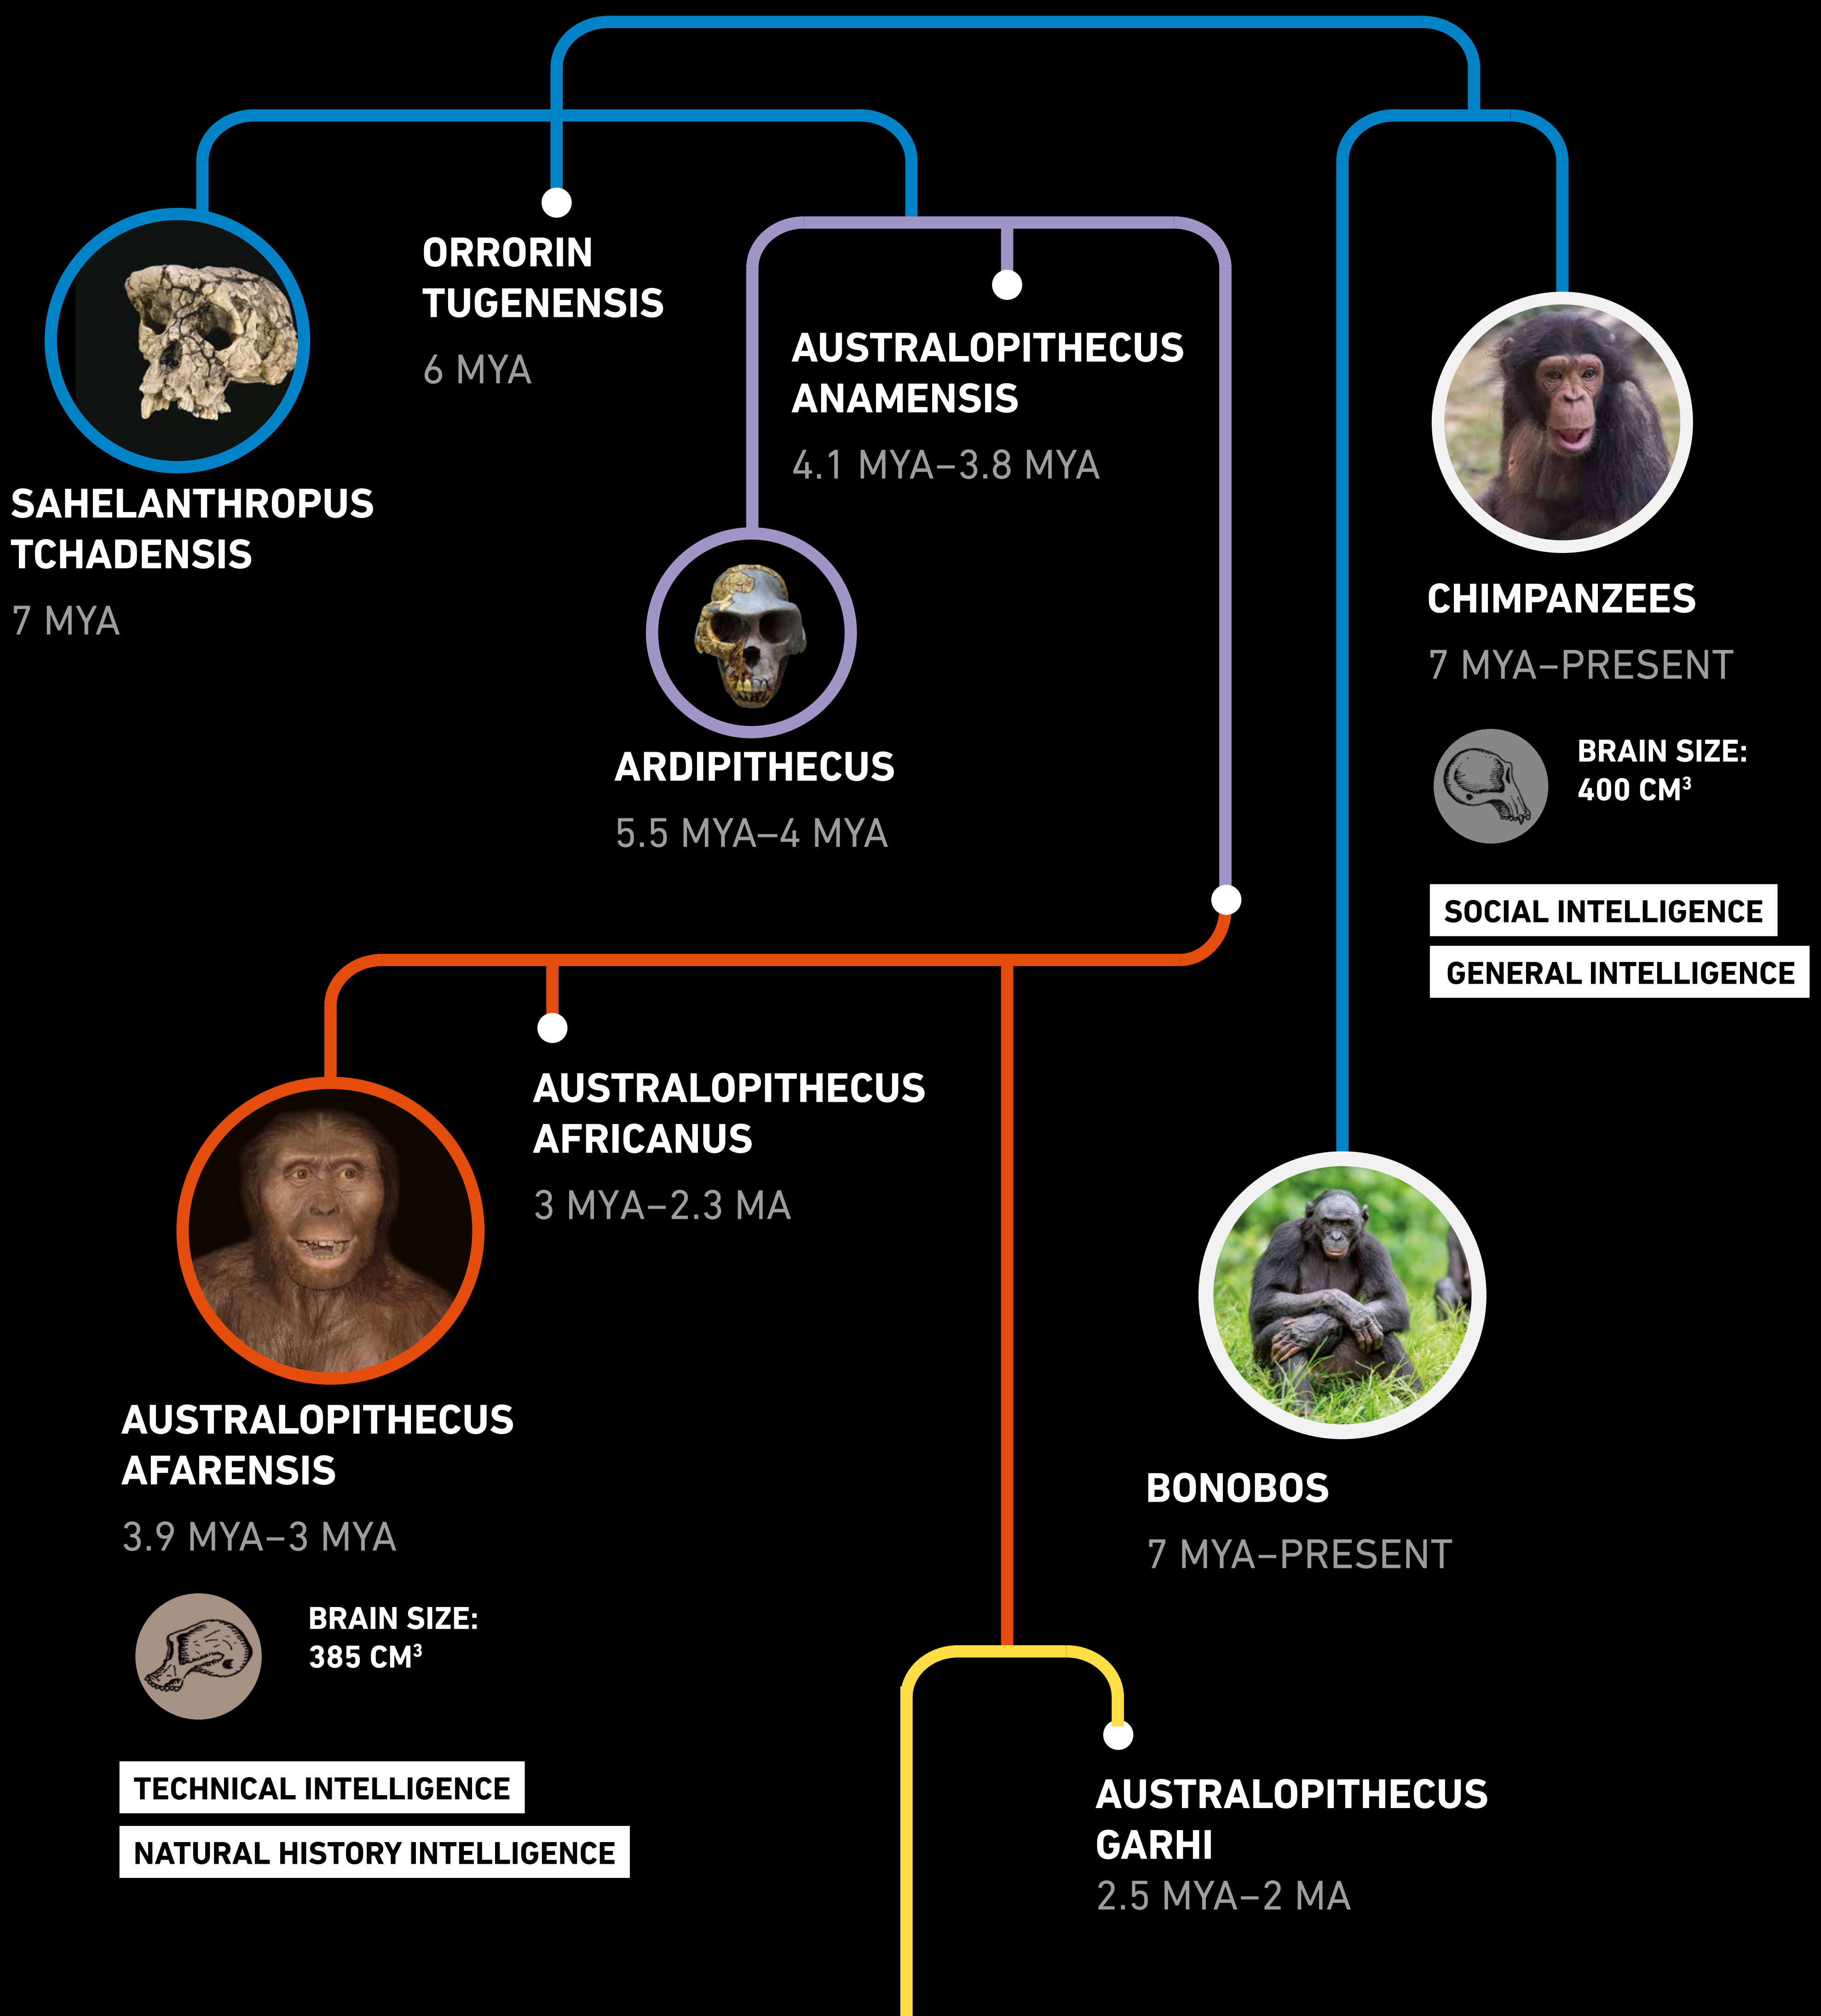 ORRORIN
TUGENENSIS
6 MYA
AUSTRALOPITHECUS
ANAMENSIS
4.1 MYA–3.8 MYA
SAHELANTHROPUS
TCHADENSIS
7 MYA
CHIMPANZEES
7 MYA–PRESENT
BRAIN SIZE:
400 CM³
SOCIAL INTELLIGENCE
GENERAL INTELLIGENCE
ARDIPITHECUS
5.5 MYA–4 MYA
AUSTRALOPITHECUS
AFRICANUS
3 MYA–2.3 MA
AUSTRALOPITHECUS
AFARENSIS
3.9 MYA–3 MYA
BRAIN SIZE:
385 CM³
TECHNICAL INTELLIGENCE
NATURAL HISTORY INTELLIGENCE
BONOBOS
7 MYA–PRESENT
AUSTRALOPITHECUS
GARHI
2.5 MYA–2 MA